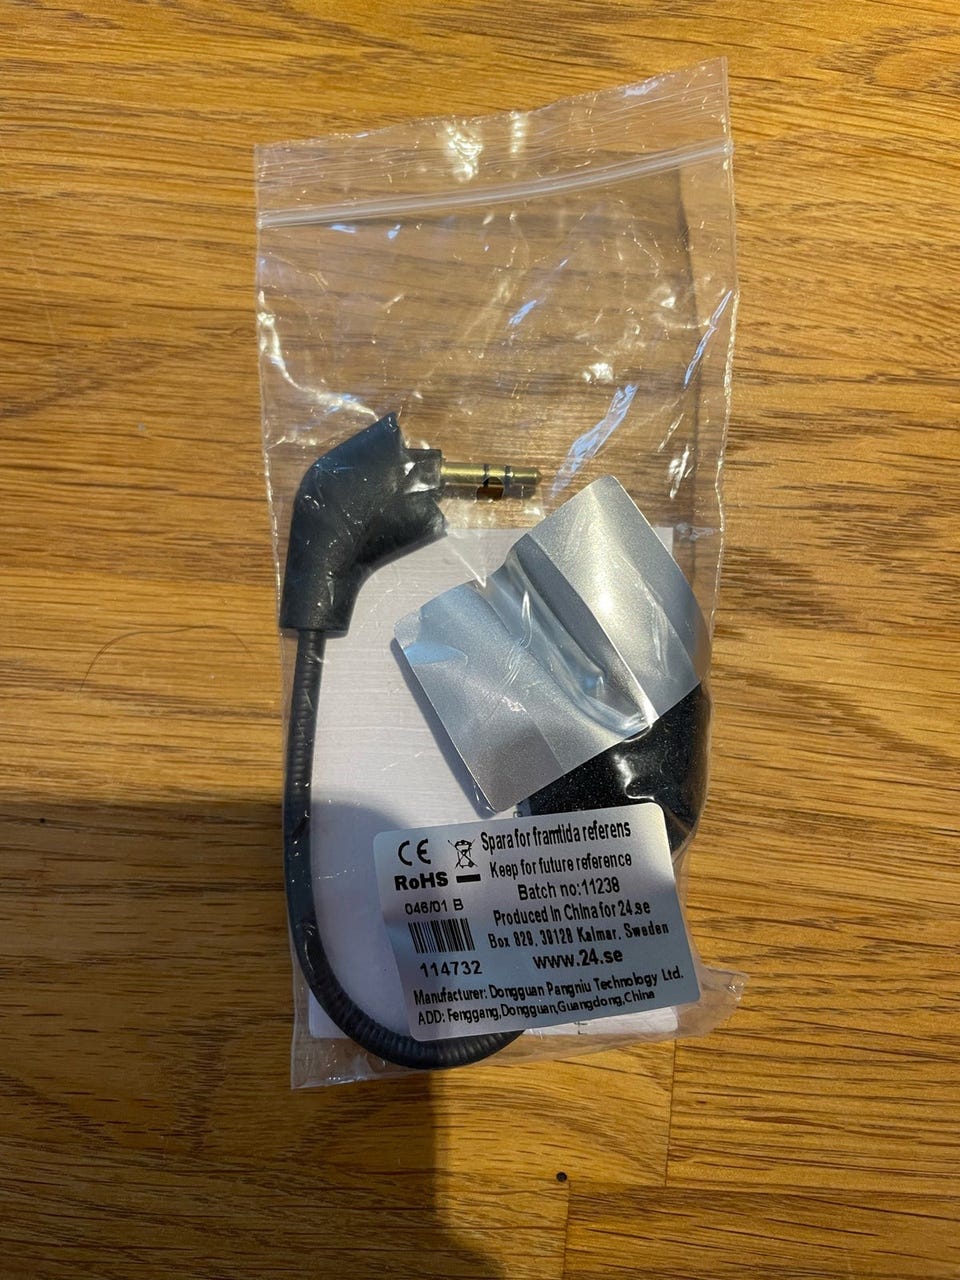 CE
RoHS
046/01 B
114732
Spara for framtida referens
Keep for future reference
Batch no:11238
Produced in China for 24.se
Box 829, 39128 Kalmar, Sweden
www.24.se
Manufacturer: Dongguan Pangniu Technology Ltd.
ADD: Fenggang,Dongguan,Guangdong,China